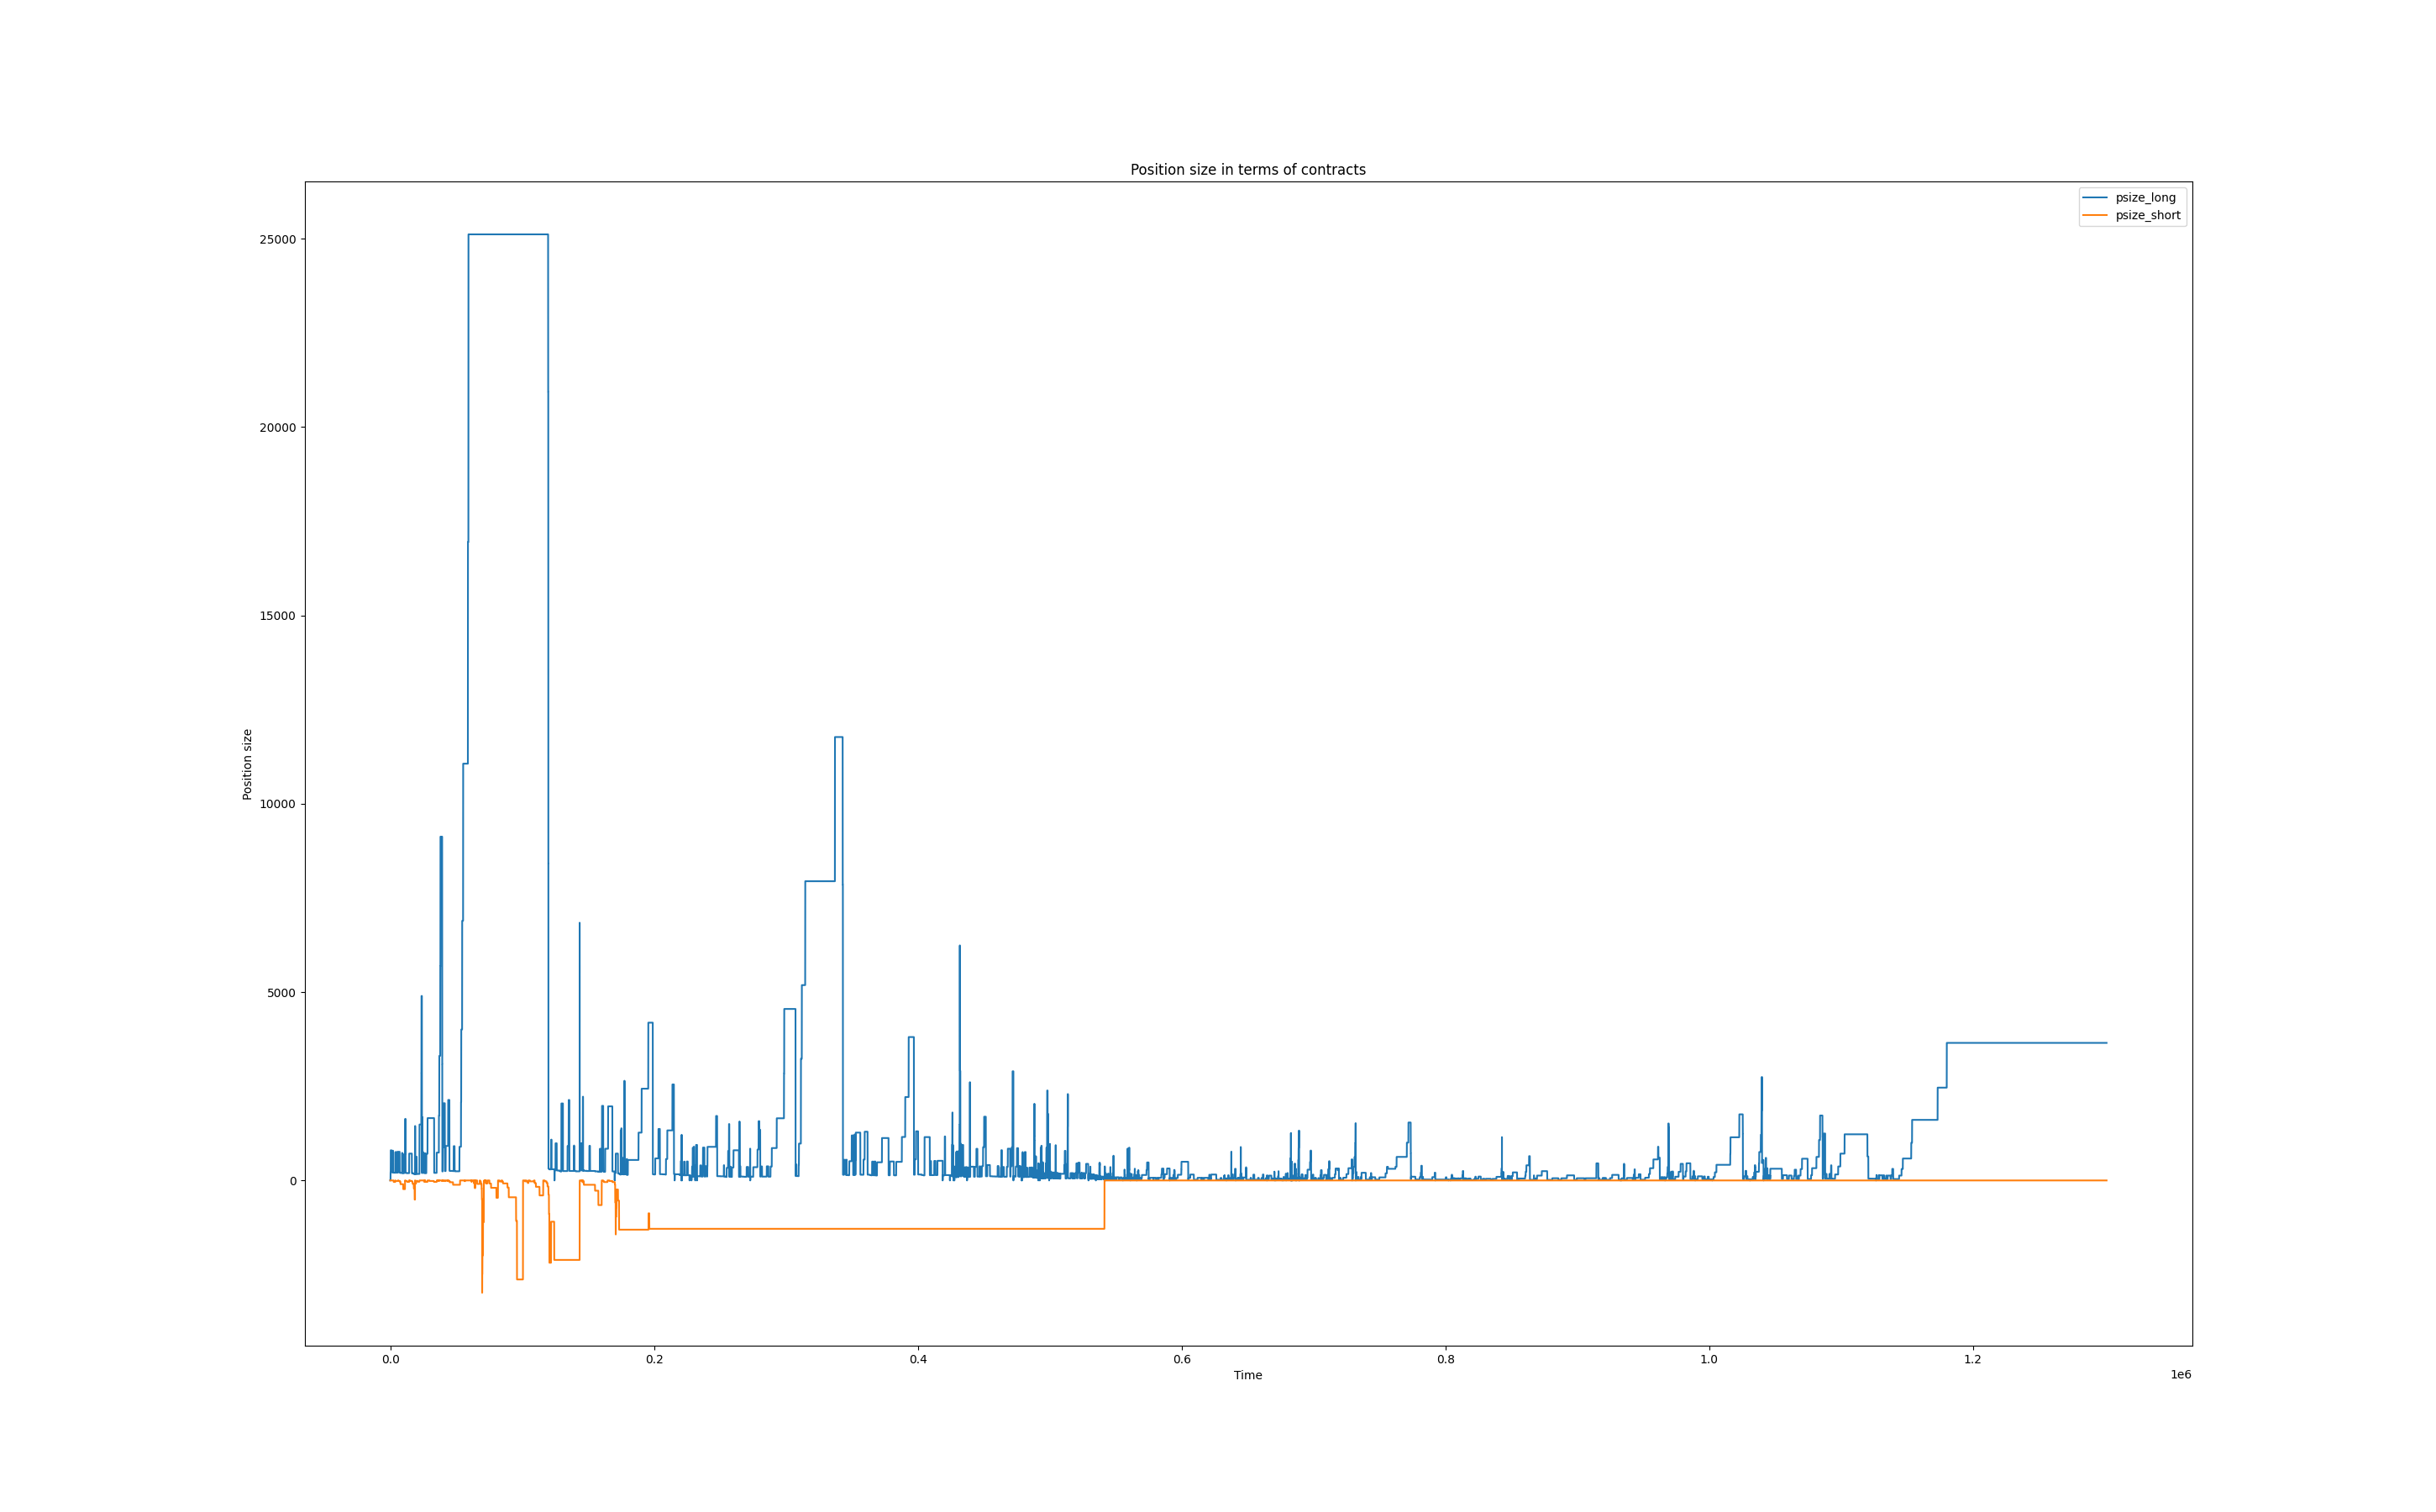 Position size in terms of contracts
psize_long
psize_short
25000
20000
15000
10000
5000
0
Position size
0.0
0.2
0.4
0.6
0.8
1.0
1.2
Time
1e6